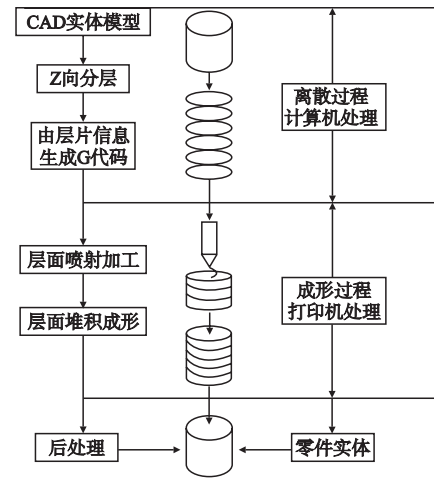 CAD实体模型
Z向分层
由层片信息
生成G代码
离散过程
计算机处理
层面喷射加工
层面堆积成形
成形过程
打印机处理
后处理
零件实体